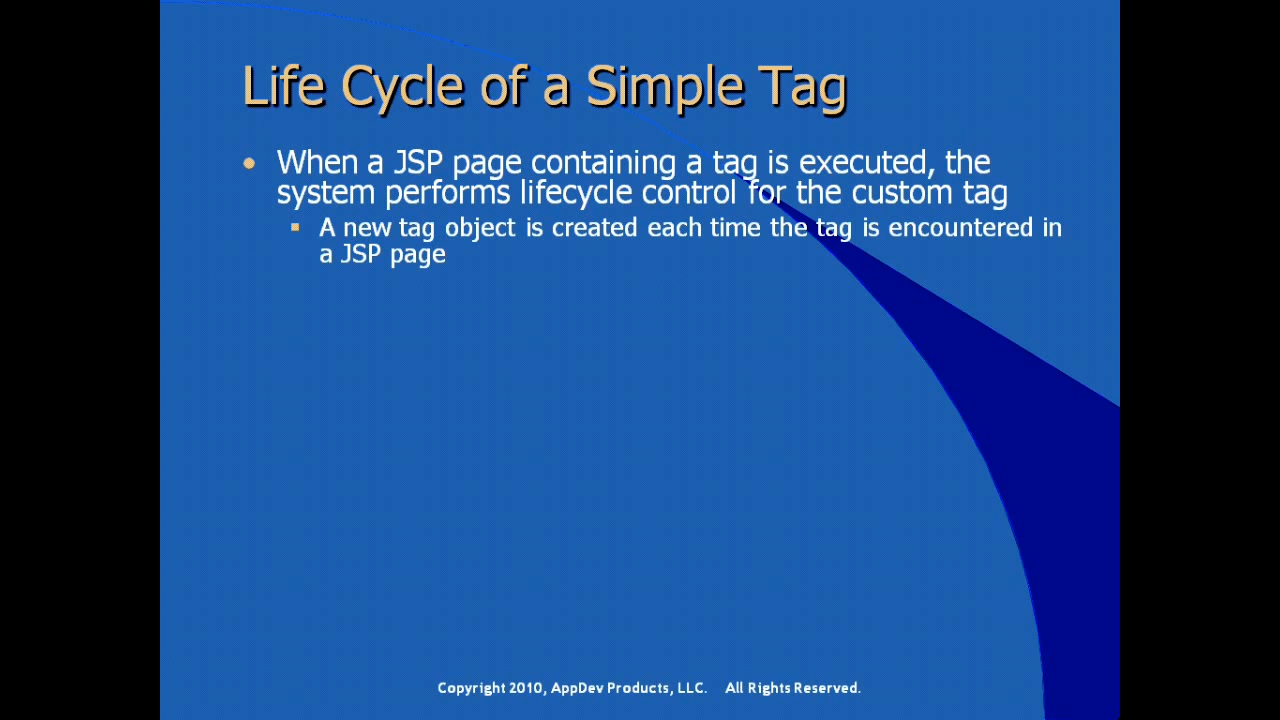 Life Cycle of a Simple Tag
When a JSP page containing a tag is executed, the
system performs lifecycle control for the custom tag
A new tag object is created each time the tag is encountered in
a JSP page
Copyright 2010, AppDev Products, LLC. All Rights Reserved.